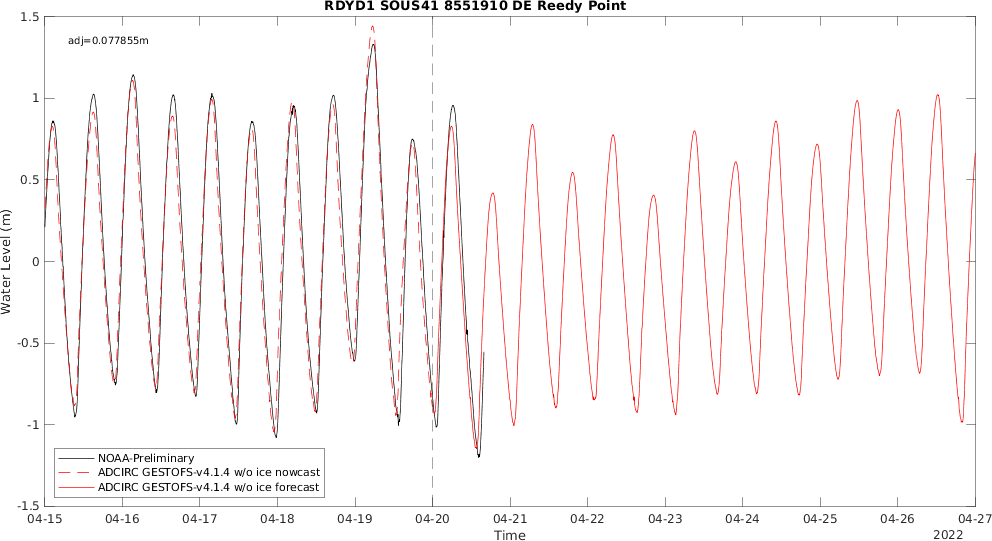 RDYD1 SOUS41 8551910 DE Reedy Point
adj=0.077855m
Water Level (m)
1.5
1
0.5
0
-0.5
-1
-1.5
NOAA-Preliminary
ADCIRC GESTOFS-v4.1.4 w/o ice nowcast
ADCIRC GESTOFS-v4.1.4 w/o ice forecast
04-15 04-16 04-17 04-18 04-19 04-20 04-21 04-22 04-23 04-24 04-25 04-26 04-27
Time
2022